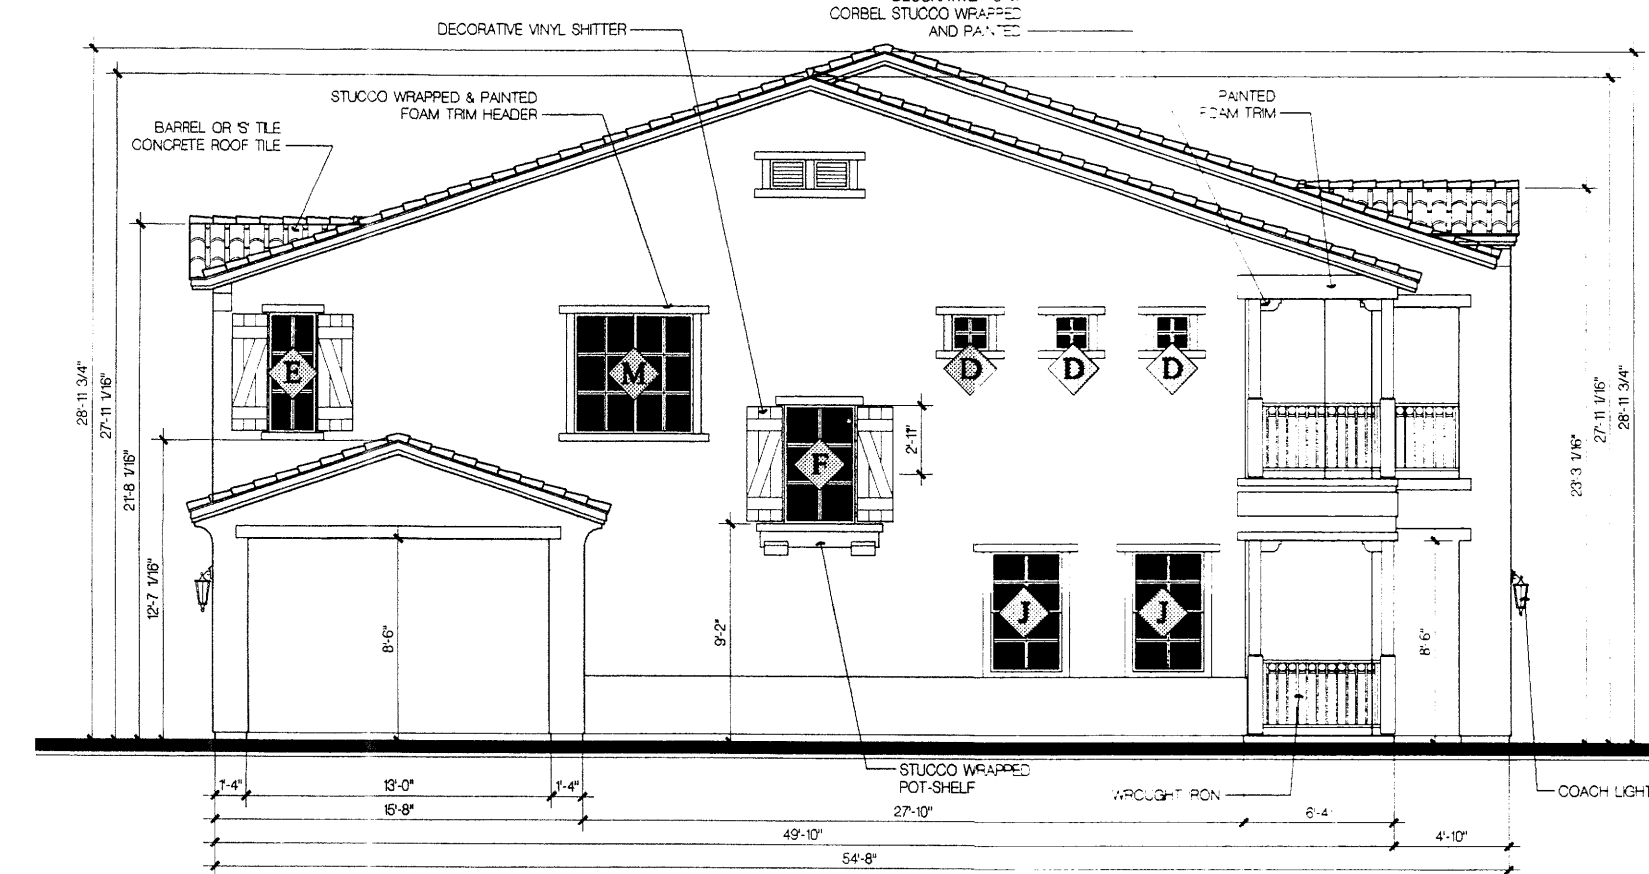 CORBEL STUCCO WRAPPED
AND PAINTED
DECORATIVE VINYL SHITTER
STUCCO WRAPPED & PAINTED
FOAM TRIM HEADER
PAINTED
FOAM TRIM
BARREL OR 'S' TILE
CONCRETE ROOF TILE
28'-11 3/4"
27'-11 1/16"
21'-8 1/16"
12'-7 1/16"
E
M
D
D
D
F
2'-11"
J
J
8'-6"
9'-2"
8'-6"
23'-3 1/16"
27'-11 1/16"
28'-11 3/4"
STUCCO WRAPPED
POT-SHELF
WROUGHT IRON
COACH LIGHT
1'-4"
13'-0"
1'-4"
15'-8"
27'-10"
6'-4
49'-10"
4'-10"
54'-8"